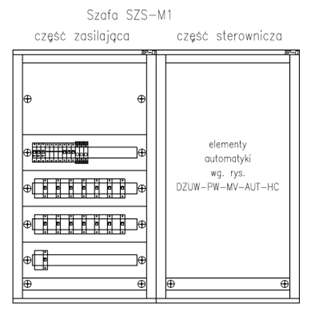 Szafa SZS-M1
część zasilająca część sterownicza
elementy
automatyki
wg. rys.
DZUW-PW-MV-AUT-HC